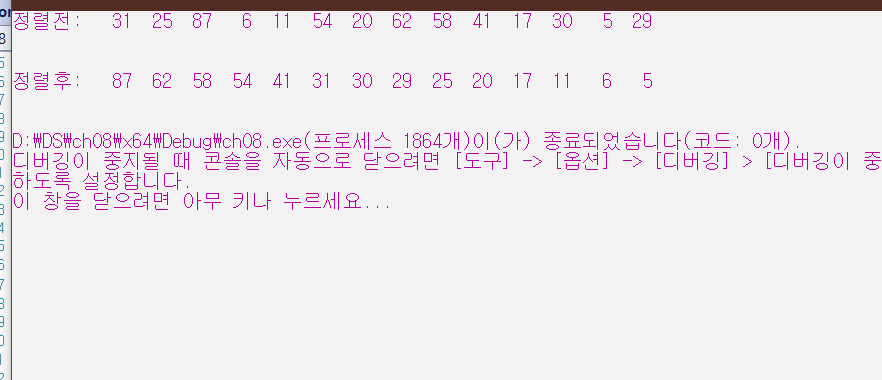 정렬전:   31  25  87   6  11  54  20  62  58  41  17  30   5  29
정렬후:   87  62  58  54  41  31  30  29  25  20  17  11   6   5
D:\DS\ch08\x64\Debug\ch08.exe(프로세스 1864개)이(가) 종료되었습니다(코드: 0개).
디버깅이 중지될 때 콘솔을 자동으로 닫으려면 [도구] -> [옵션] -> [디버깅] > [디버깅이 중
하도록 설정합니다.
이 창을 닫으려면 아무 키나 누르세요...